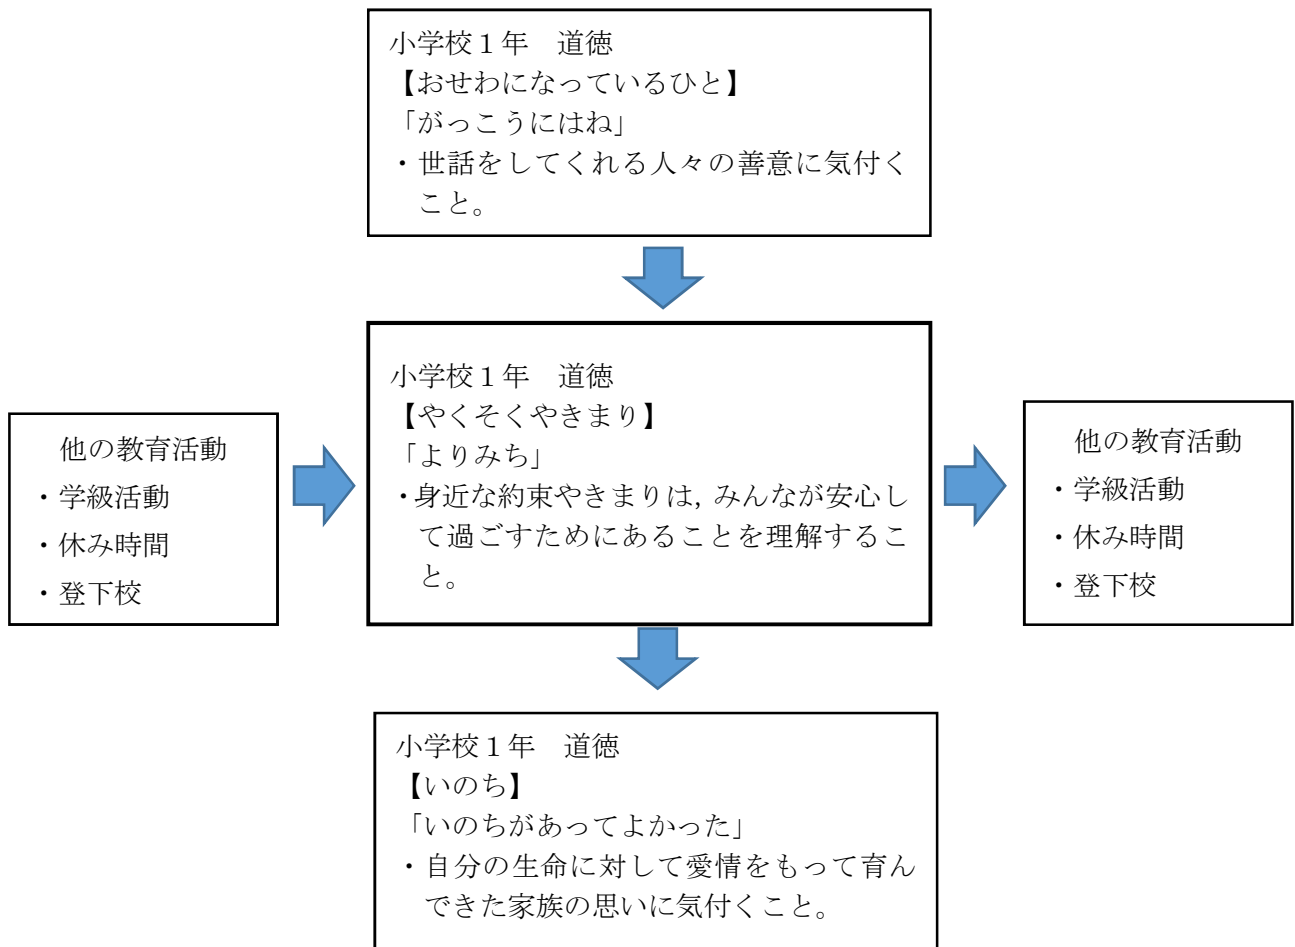 小学校１年　道徳
【おせわになっているひと】
「がっこうにはね」
・世話をしてくれる人々の善意に気付く
こと。
小学校１年　道徳
【やくそくやきまり】
「よりみち」
・身近な約束やきまりは，みんなが安心し
て過ごすためにあることを理解するこ
と。
他の教育活動
・学級活動
・休み時間
・登下校
他の教育活動
・学級活動
・休み時間
・登下校
小学校１年　道徳
【いのち】
「いのちがあってよかった」
・自分の生命に対して愛情をもって育ん
できた家族の思いに気付くこと。